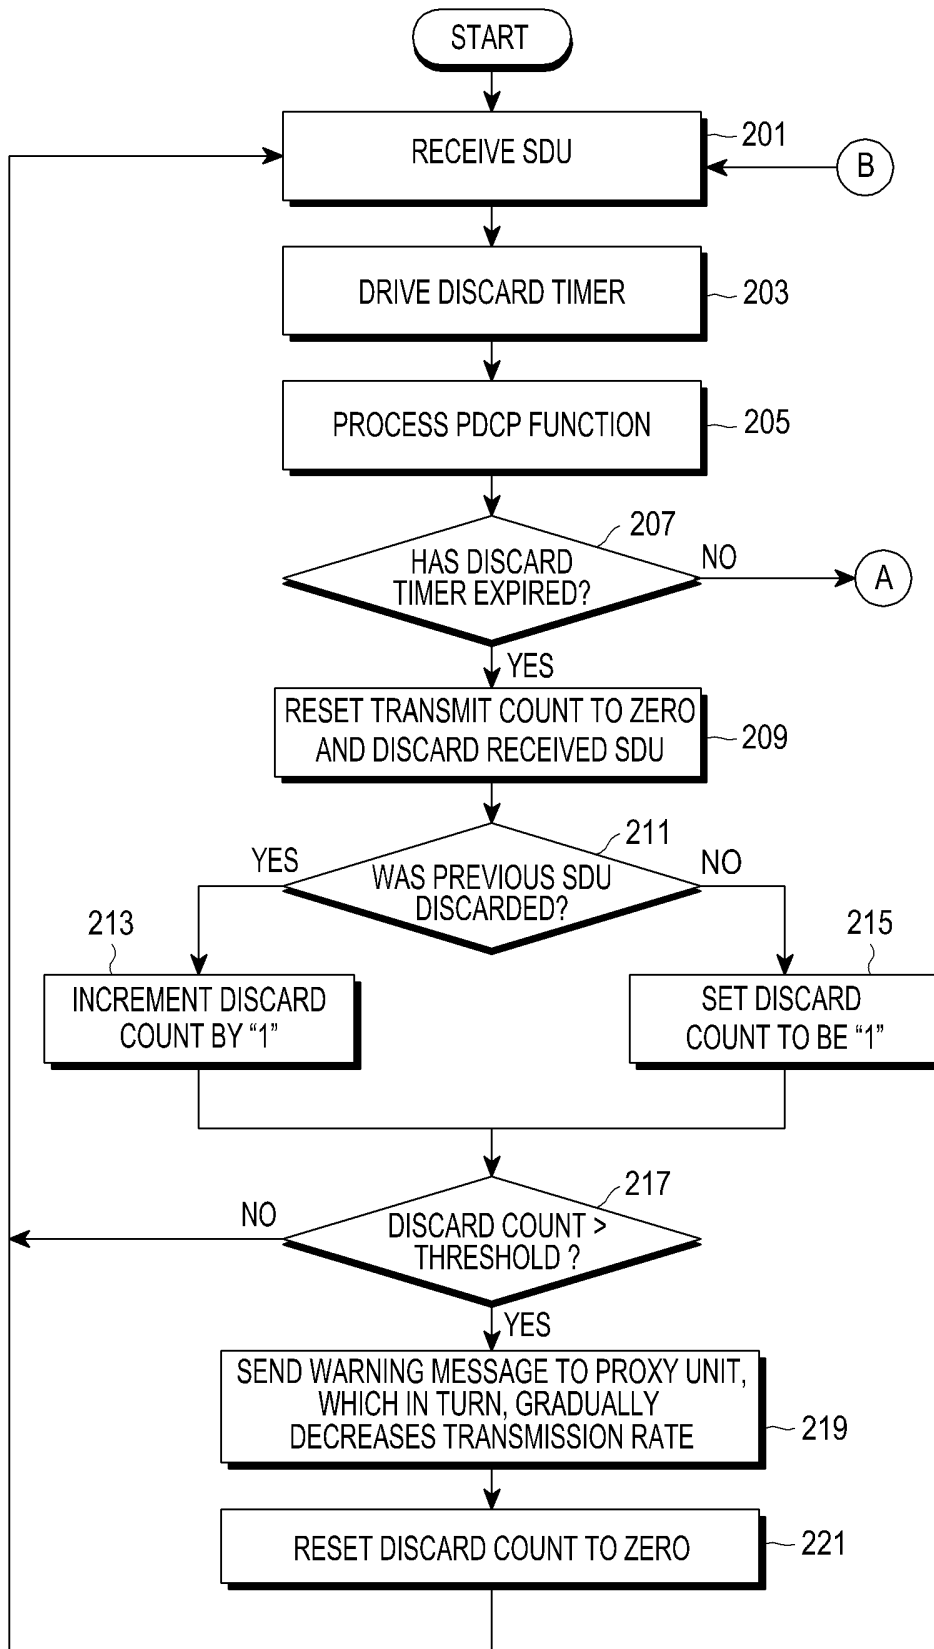 START
RECEIVE SDU
201
B
DRIVE DISCARD TIMER
203
PROCESS PDCP FUNCTION
205
207
HAS DISCARD
TIMER EXPIRED?
NO
A
YES
RESET TRANSMIT COUNT TO ZERO
AND DISCARD RECEIVED SDU
209
211
YES
WAS PREVIOUS SDU
DISCARDED?
NO
213
INCREMENT DISCARD
COUNT BY “1”
215
SET DISCARD
COUNT TO BE “1”
217
NO
DISCARD COUNT >
THRESHOLD ?
YES
SEND WARNING MESSAGE TO PROXY UNIT,
WHICH IN TURN, GRADUALLY
DECREASES TRANSMISSION RATE
219
RESET DISCARD COUNT TO ZERO
221